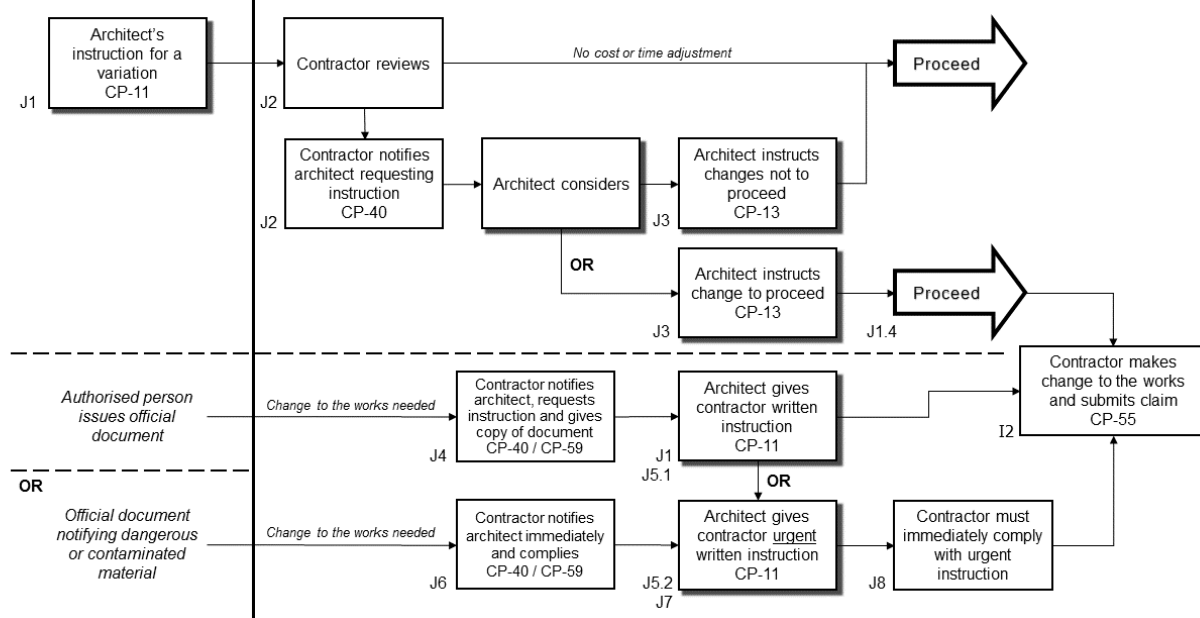 Architect's
instruction for a
variation
CP-11
J1
Contractor reviews
J2
No cost or time adjustment
Proceed
Contractor notifies
architect requesting
instruction
CP-40
J2
Architect considers
Architect instructs
changes not to
proceed
CP-13
J3
OR
Architect instructs
change to proceed
CP-13
J3
J1.4
Proceed
Contractor makes
change to the works
and submits claim
CP-55
I2
Authorised person
issues official
document
Change to the works needed
Contractor notifies
architect, requests
instruction and gives
copy of document
CP-40 / CP-59
J4
Architect gives
contractor written
instruction
CP-11
J1
J5.1
OR
OR
Official document
notifying dangerous
or contaminated
material
Change to the works needed
Contractor notifies
architect immediately
and complies
CP-40 / CP-59
J6
Architect gives
contractor urgent
written instruction
CP-11
J5.2
J7
Contractor must
immediately comply
with urgent
instruction
J8